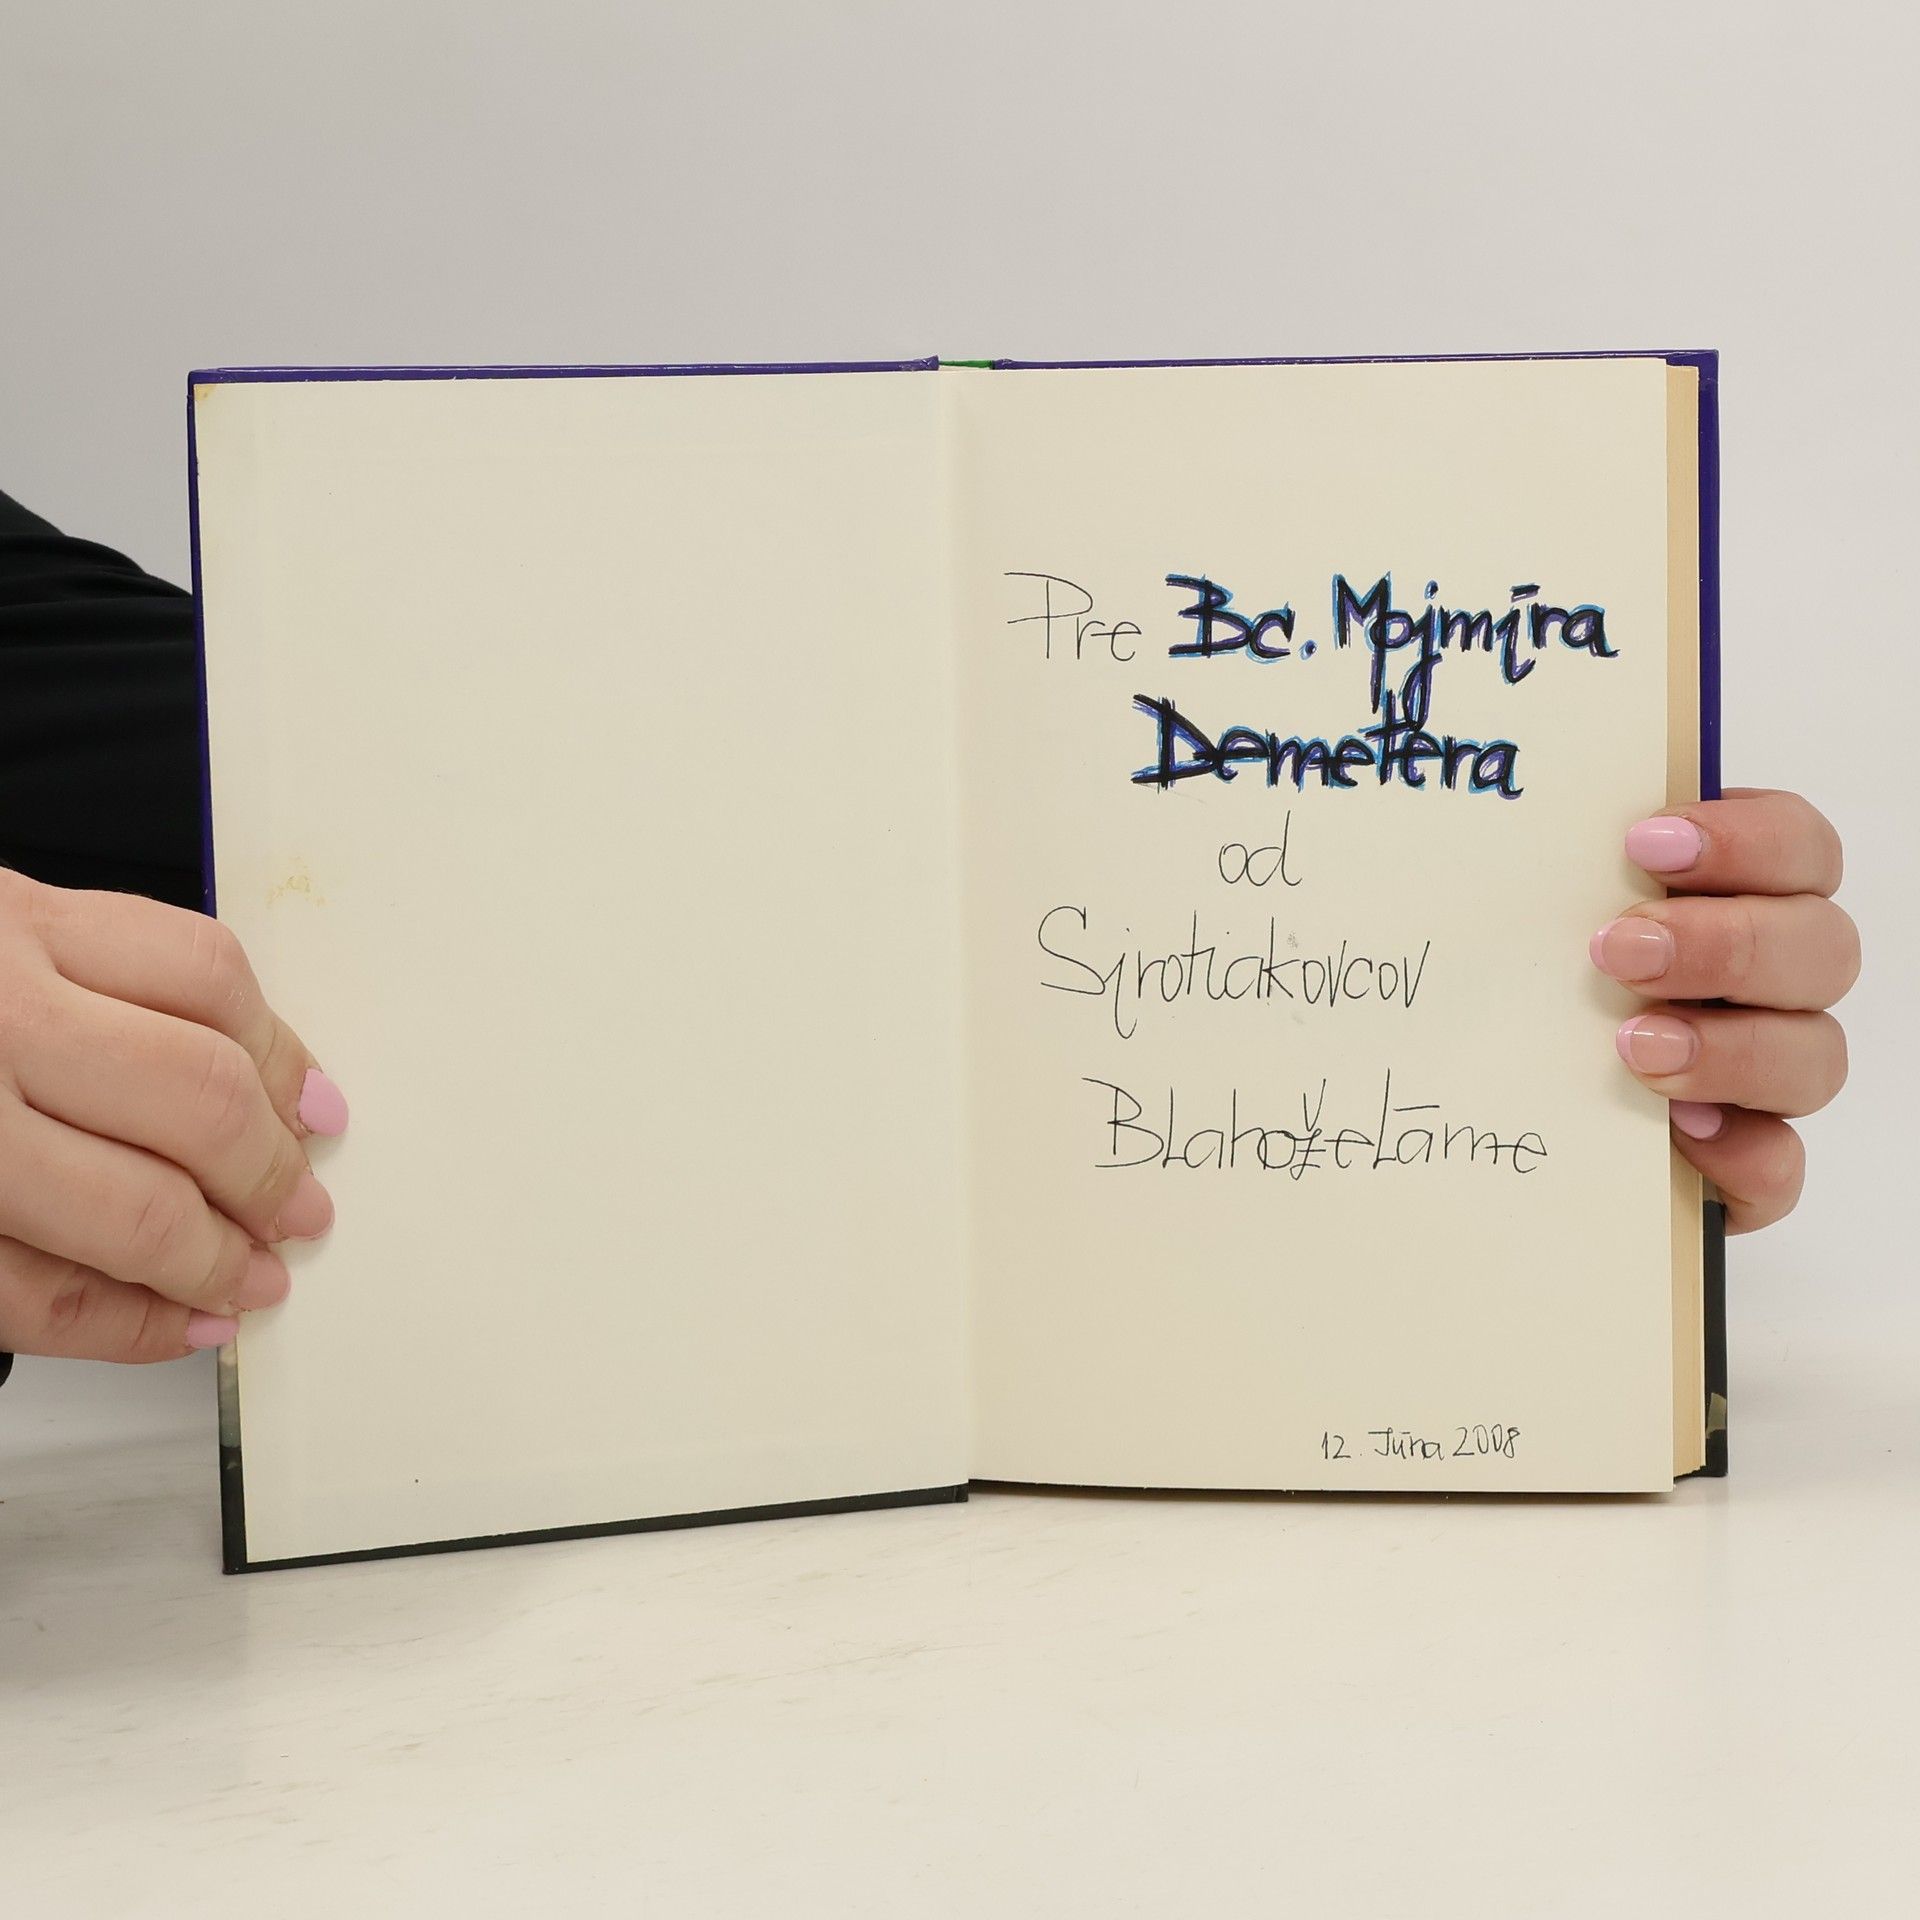 Pre Bc. Mojmíra
Demetera
od
Sirotiakovcov
Blahoželáme
12. Júna 2008